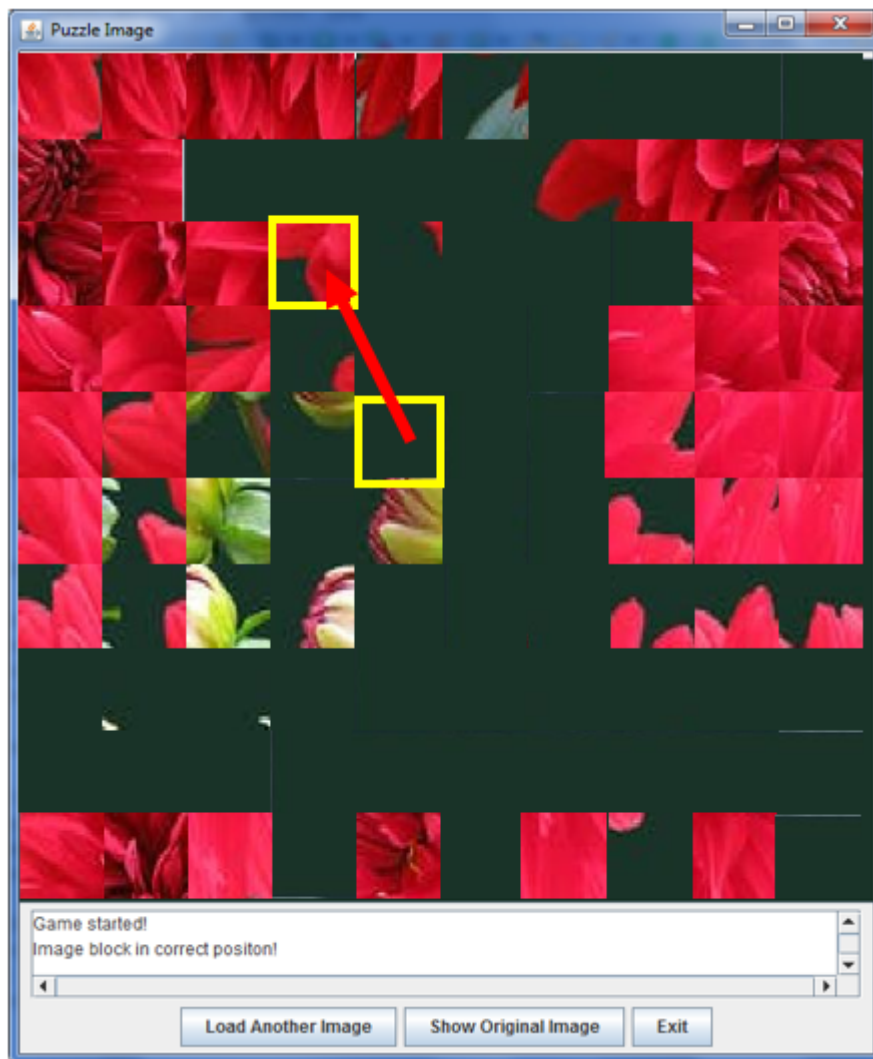 Puzzle Image
Game started!
Image block in correct positon!
Load Another Image Show Original Image Exit